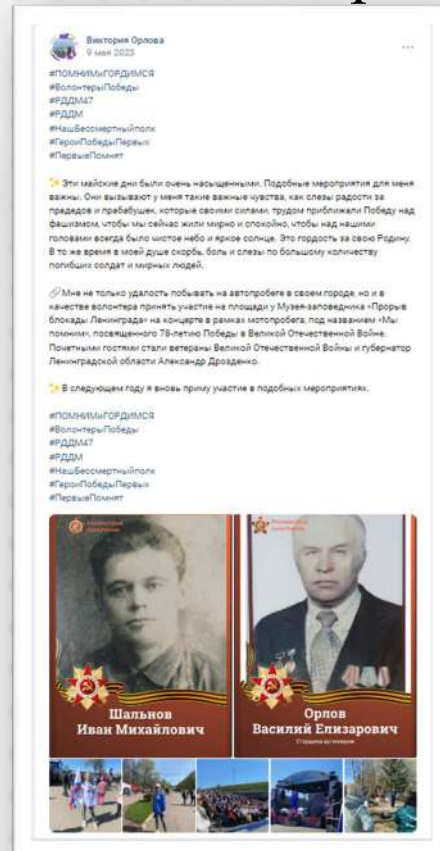 Виктория Орлова
9 мая 2023
#ПОМНИМиГОРДИМСЯ
#ВолонтерыПобеды
#РДДМ47
#РДДМ
#НашБессмертныйполк
#ГероиПобедыПервых
#ПервыеПомнят
✨ Эти майские дни были очень насыщенными. Подобные мероприятия для меня
важны. Они вызывают у меня такие важные чувства, как слезы радости за
прадедов и прабабушек, которые своими силами, трудом приближали Победу над
фашизмом, чтобы мы сейчас жили мирно и спокойно, чтобы над нашими
головами всегда было чистое небо и яркое солнце. Это гордость за свою Родину.
В то же время в моей душе скорбь, боль и слезы по большому количеству
погибших солдат и мирных людей.
🔗Мне не только удалость побывать на автопробеге в своем городе, но и в
качестве волонтера принять участие на площади у Музея-заповедника «Прорыв
блокады Ленинграда» на концерте в рамках мотопробега, под названием «Мы
помним», посвященного 78-летию Победы в Великой Отечественной Войне.
Почетными гостями стали ветераны Великой Отечественной Войны и губернатор
Ленинградской области Александр Дрозденко.
✨ В следующем году я вновь приму участие в подобных мероприятиях.
#ПОМНИМиГОРДИМСЯ
#ВолонтерыПобеды
#РДДМ47
#РДДМ
#НашБессмертныйполк
#ГероиПобедыПервых
#ПервыеПомнят
Шальнов
Иван Михайлович
Орлов
Василий Елизарович
Старшина артиллерии